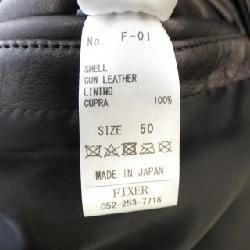 No. F-01
SHELL
GUN LEATHER
LINING
CUPRA 100%
SIZE 50
MADE IN JAPAN
FIXER
052-253-7718